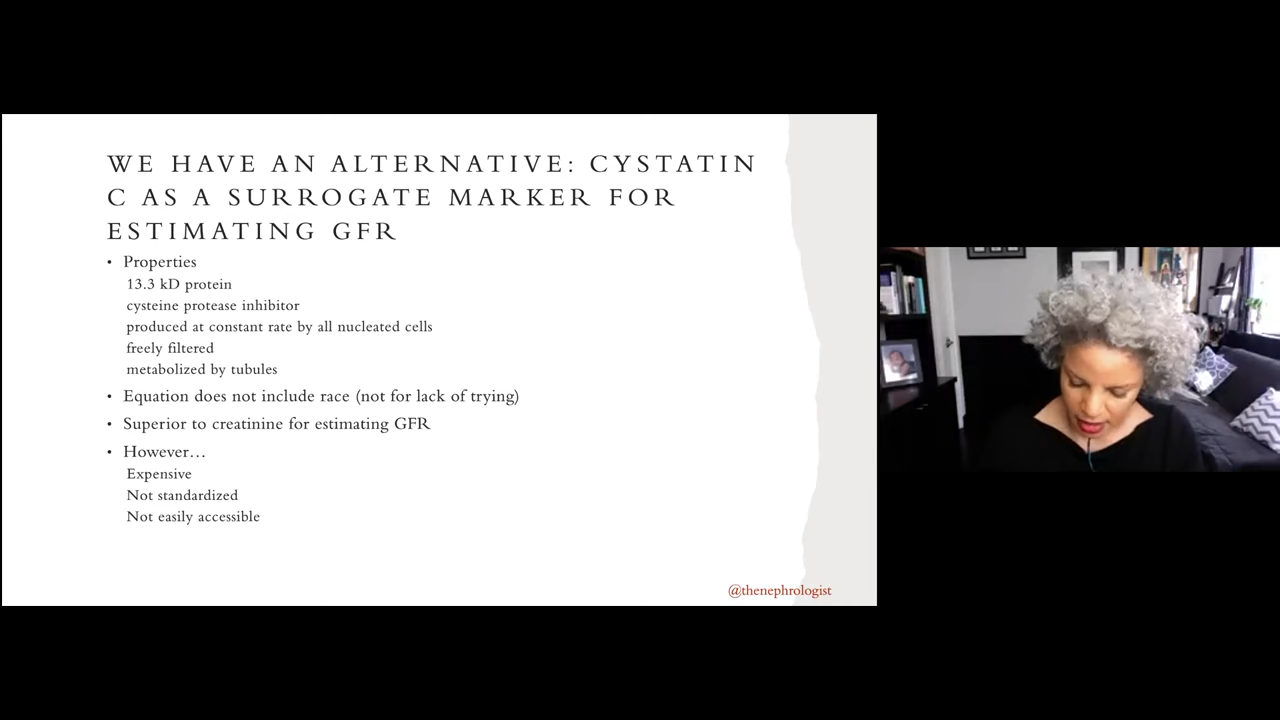 WE HAVE AN ALTERNATIVE: CYSTATIN
C AS A SURROGATE MARKER FOR
ESTIMATING GFR
• Properties
13.3 kD protein
cysteine protease inhibitor
produced at constant rate by all nucleated cells
freely filtered
metabolized by tubules
• Equation does not include race (not for lack of trying)
• Superior to creatinine for estimating GFR
• However…
Expensive
Not standardized
Not easily accessible
@thenephrologist